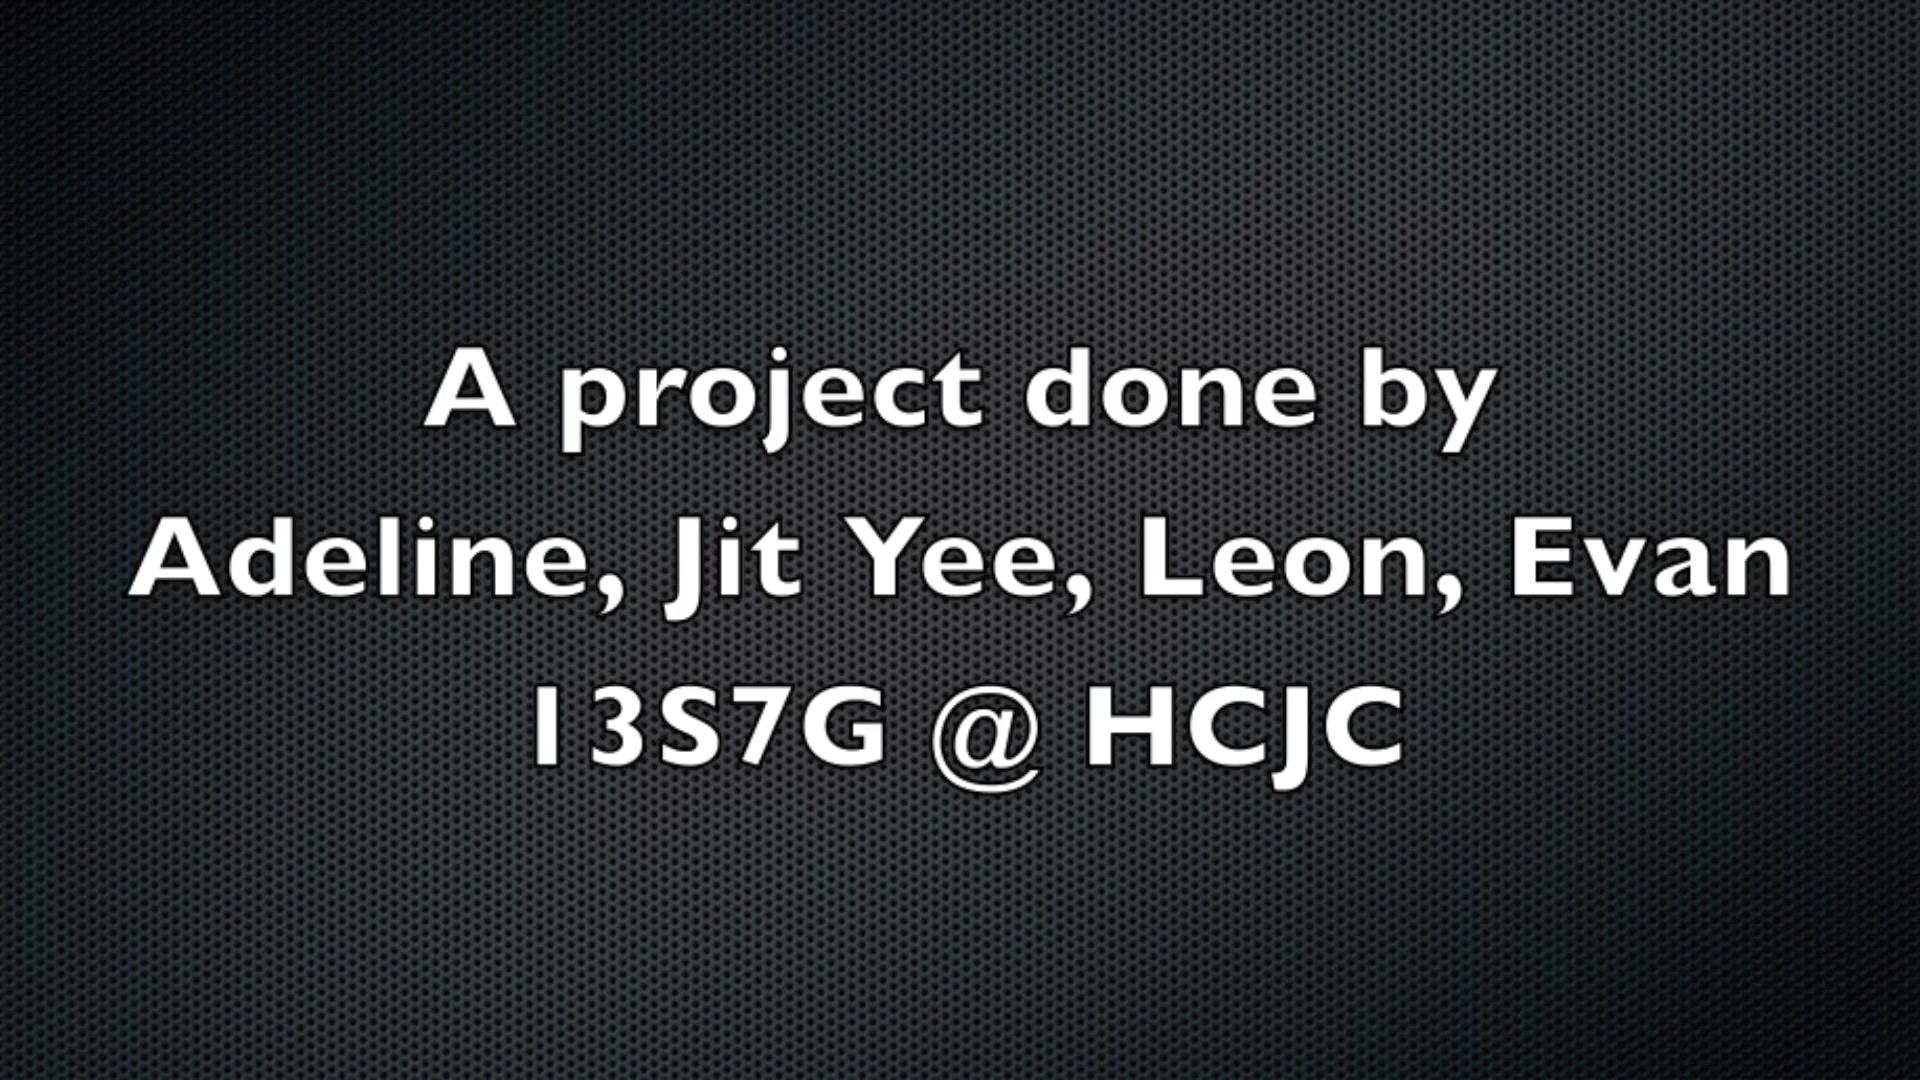 A project done by
Adeline, Jit Yee, Leon, Evan
13S7G @ HCJC